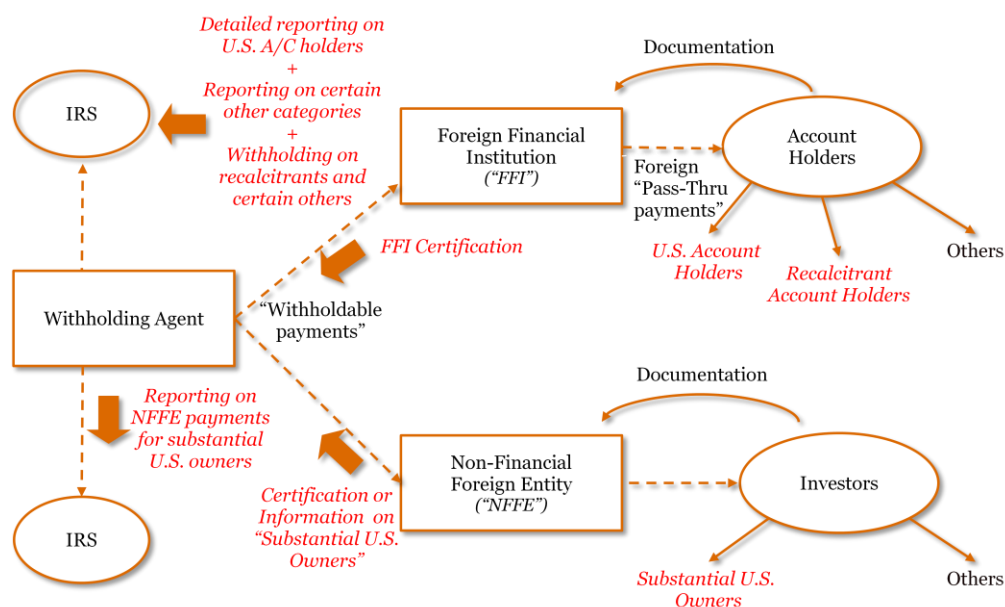 Detailed reporting on
U.S. A/C holders
+
Reporting on certain
other categories
+
Withholding on
recalcitrants and
certain others
IRS
Foreign Financial
Institution
(“FFI”)
Documentation
Account
Holders
Foreign
“Pass-Thru
payments”
U.S. Account
Holders
Recalcitrant
Account Holders
Others
FFI Certification
Withholding Agent
“Withholdable
payments”
Reporting on
NFFE payments
for substantial
U.S. owners
IRS
Certification or
Information on
“Substantial U.S.
Owners”
Non-Financial
Foreign Entity
(“NFFE”)
Documentation
Investors
Substantial U.S.
Owners
Others